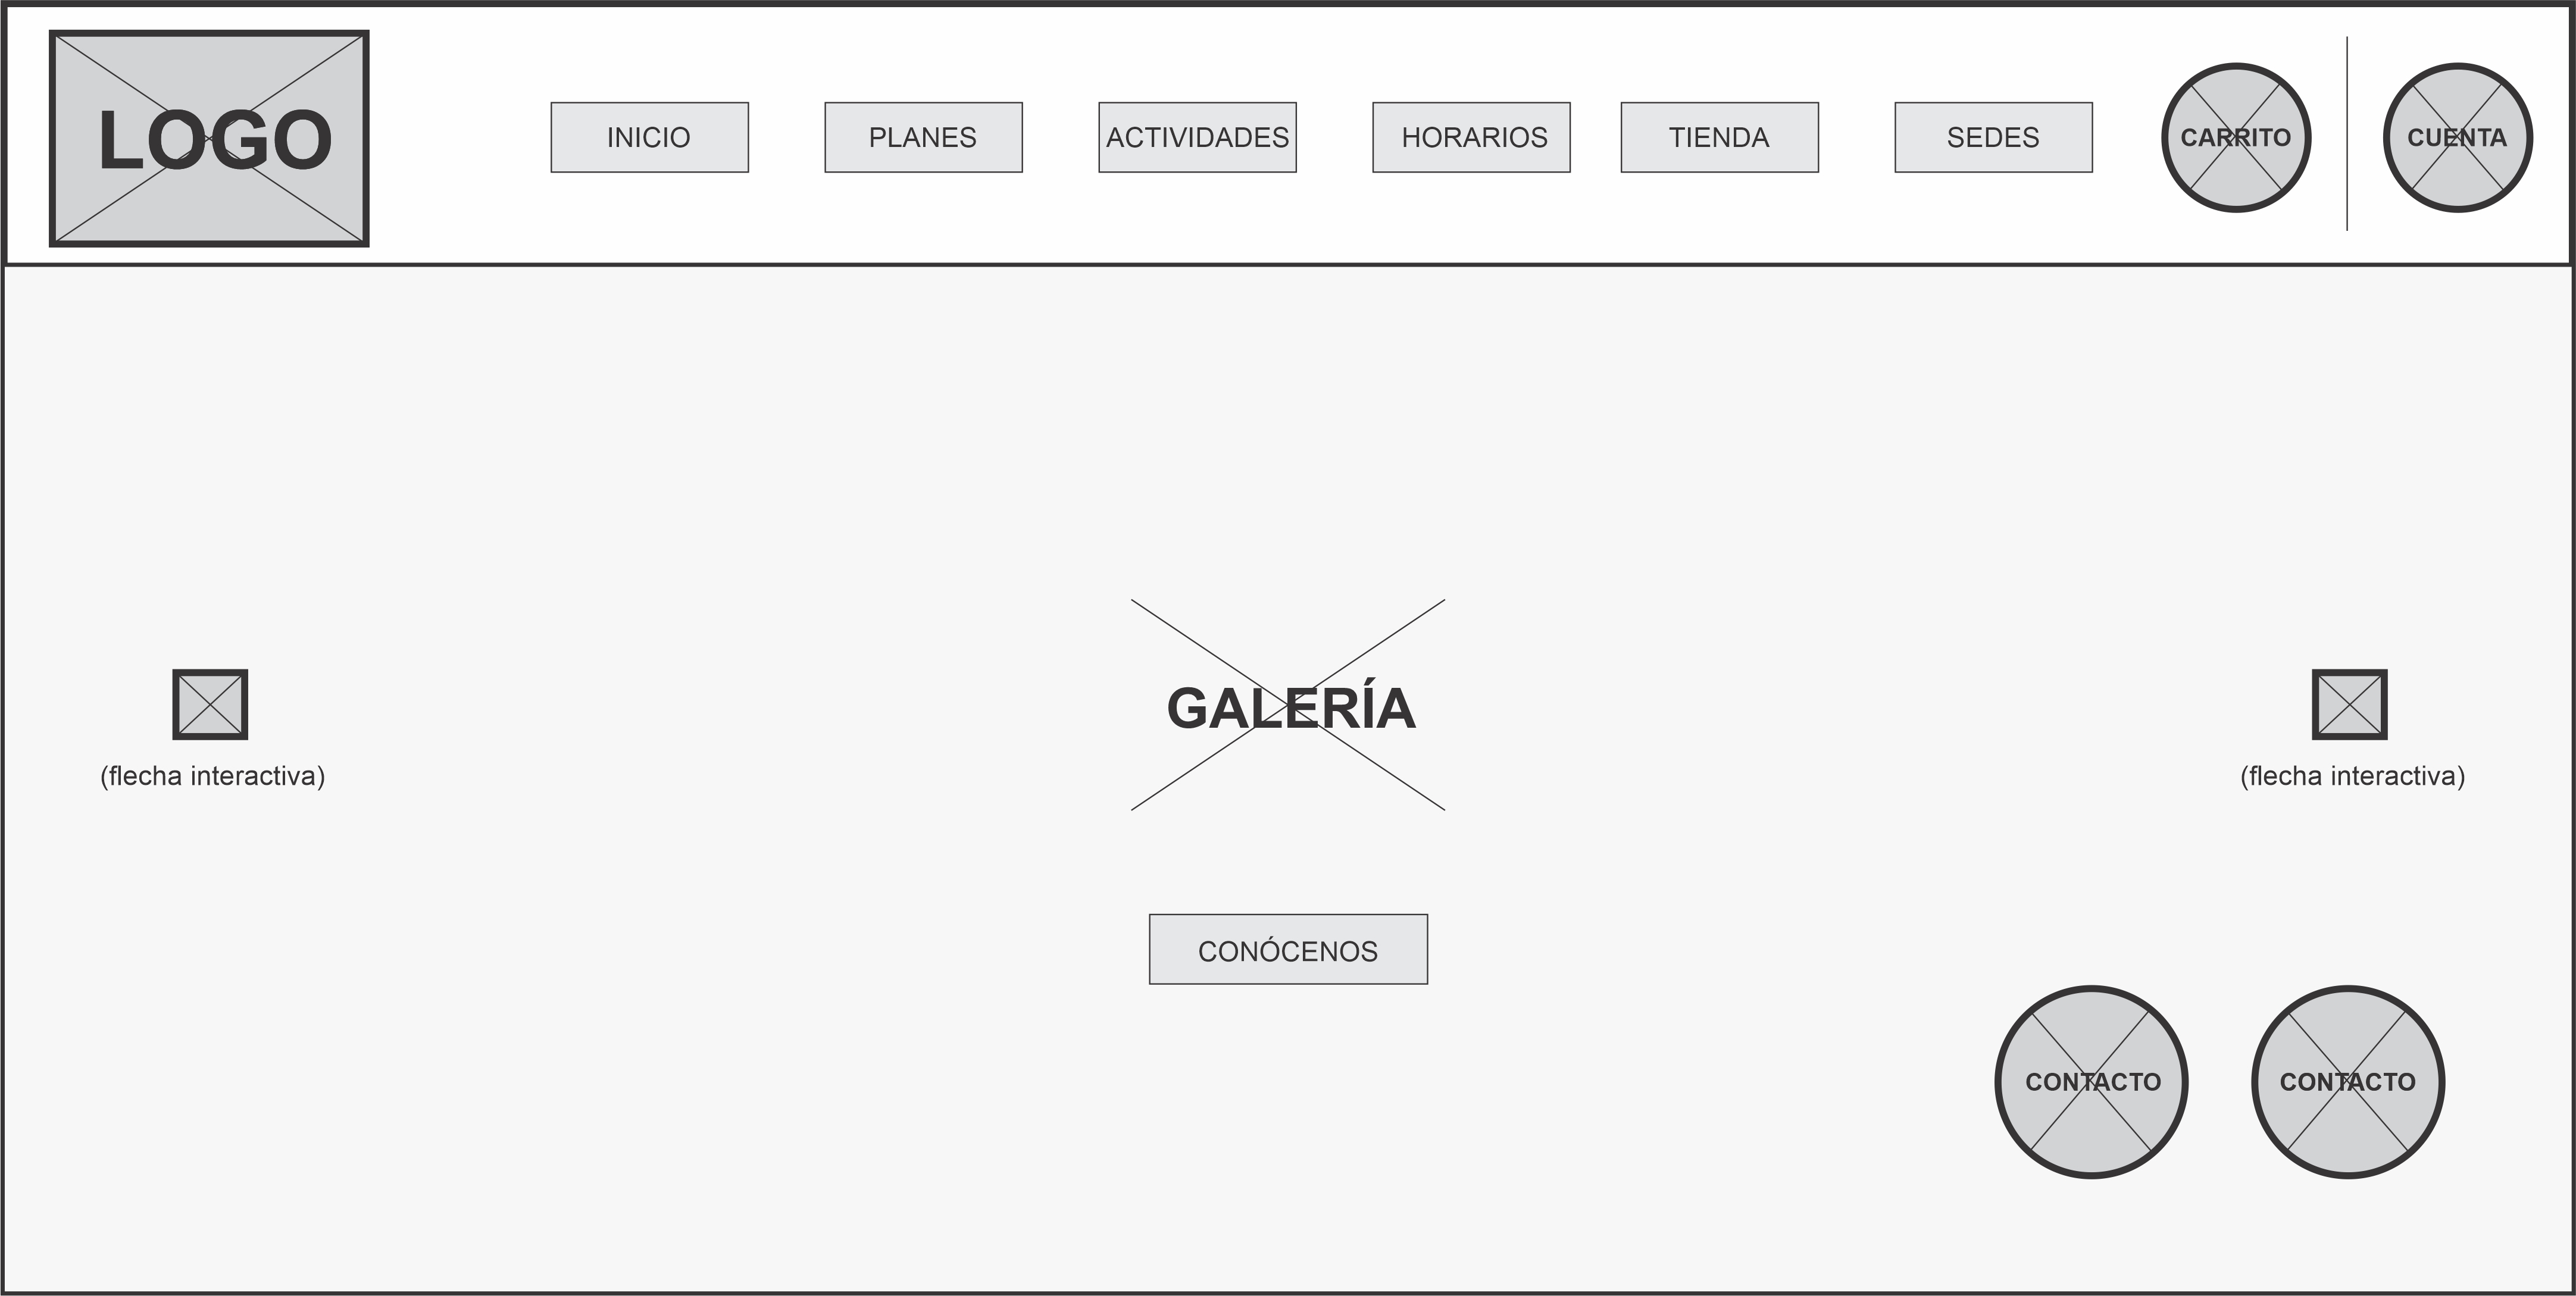 LOGO
INICIO
PLANES
ACTIVIDADES
HORARIOS
TIENDA
SEDES
CARRITO
CUENTA
GALERÍA
(flecha interactiva)
(flecha interactiva)
CONÓCENOS
CONTACTO
CONTACTO